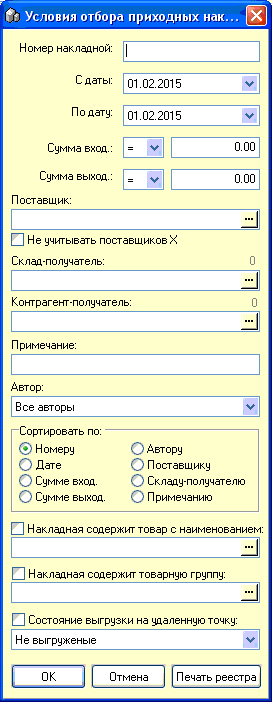 Условия отбора приходных нак...
Номер накладной:
С даты: 01.02.2015
По дату: 01.02.2015
Сумма вход.: = 0.00
Сумма выход.: = 0.00
Поставщик:
...
Не учитывать поставщиков X
Склад-получатель: 0
...
Контрагент-получатель: 0
...
Примечание:
Автор:
Все авторы
Сортировать по:
Номеру Автору
Дате Поставщику
Сумме вход. Складу-получателю
Сумме выход. Примечанию
Накладная содержит товар с наименованием:
...
Накладная содержит товарную группу:
...
Состояние выгрузки на удаленную точку:
Не выгруженые
OK Отмена Печать реестра